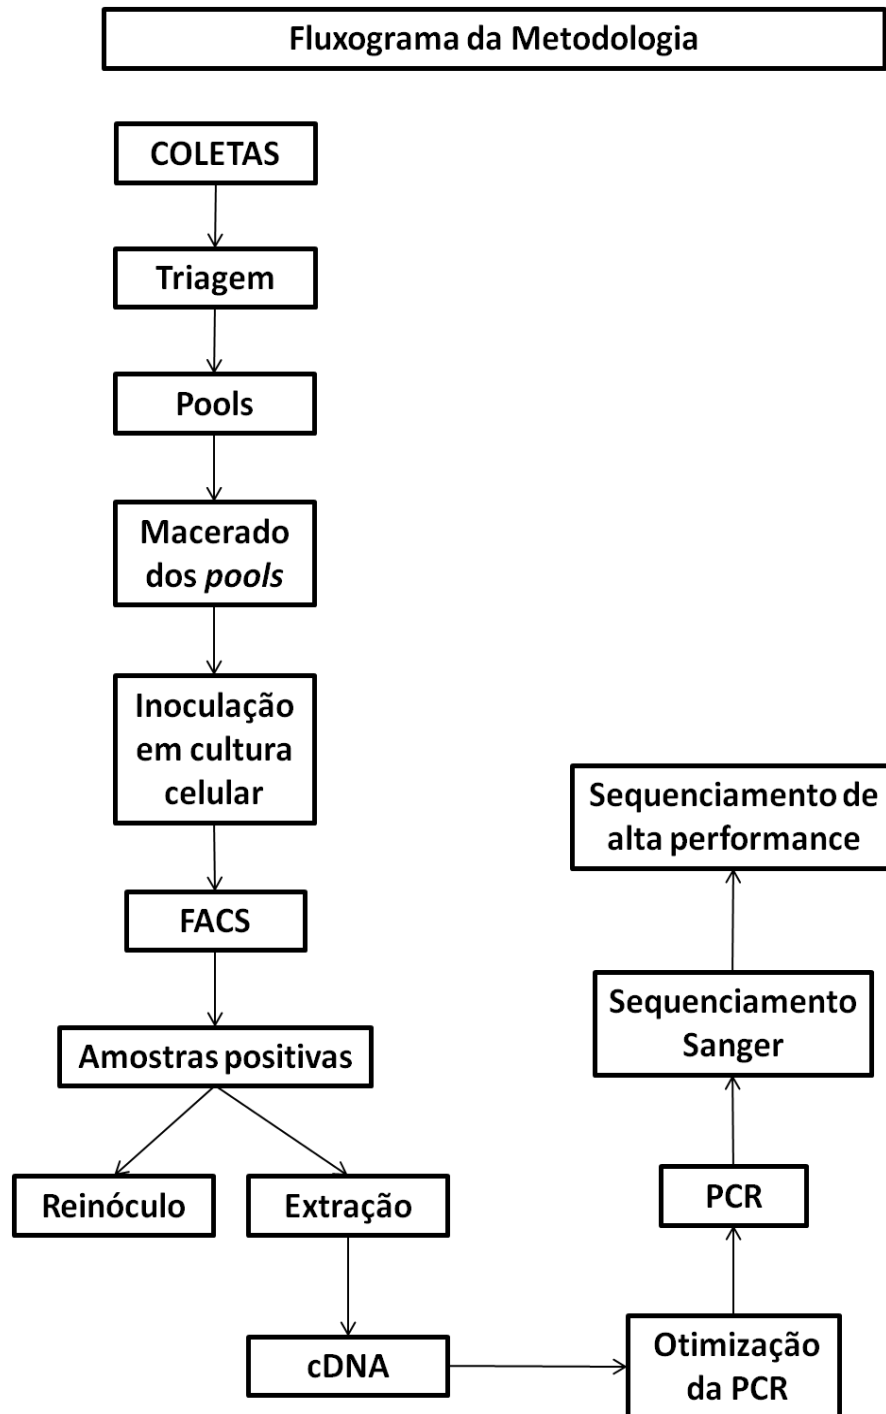 Fluxograma da Metodologia
COLETAS
Triagem
Pools
Macerado
dos pools
Inoculação
em cultura
celular
FACS
Amostras positivas
Reinóculo
Extração
cDNA
Otimização
da PCR
PCR
Sequenciamento
Sanger
Sequenciamento de
alta performance